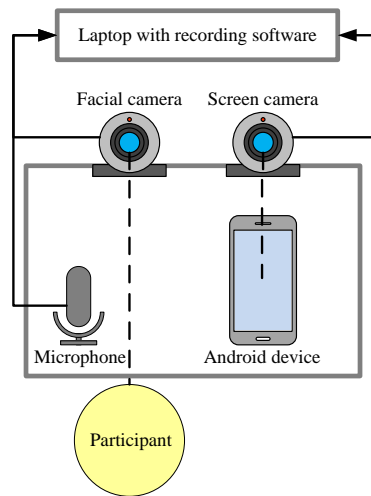 Laptop with recording software
Facial camera
Screen camera
Microphone
Android device
Participant